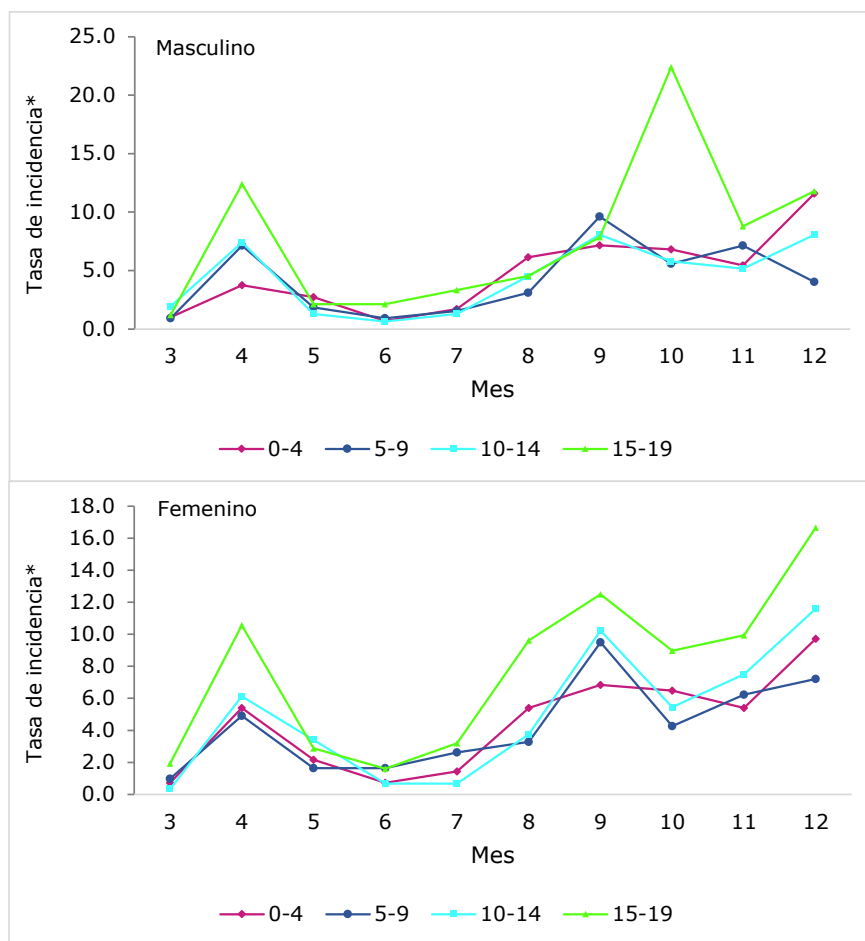 Masculino
Tasa de incidencia*
25.0
20.0
15.0
10.0
5.0
0.0
3 4 5 6 7 8 9 10 11 12
Mes
0-4 5-9 10-14 15-19
Femenino
Tasa de incidencia*
18.0
16.0
14.0
12.0
10.0
8.0
6.0
4.0
2.0
0.0
3 4 5 6 7 8 9 10 11 12
Mes
0-4 5-9 10-14 15-19